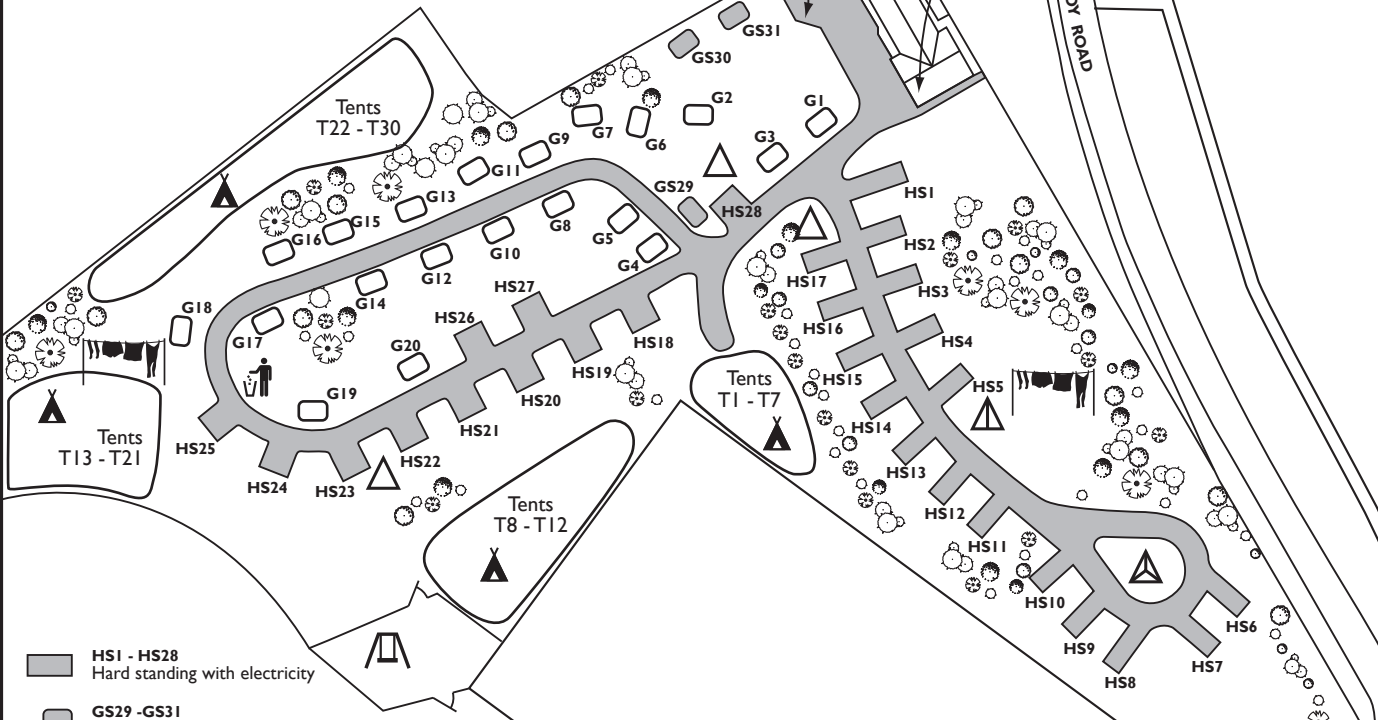 OY ROAD
GS31
GS30
Tents
T22 - T30
G2
G1
G7
G6
G3
G9
G11
G13
GS29
HS28
HS1
G15
G16
G8
G5
G4
G10
G12
G14
HS2
HS17
HS3
HS27
HS16
G18
G17
HS26
HS18
HS4
G20
HS19
HS15
HS5
Tents
T1 - T7
G19
HS20
HS14
HS21
HS13
Tents
T13 - T21
HS25
HS22
HS24
HS23
HS12
Tents
T8 - T12
HS11
HS10
HS6
HS9
HS7
HS8
HS1 - HS28
Hard standing with electricity
GS29 -GS31